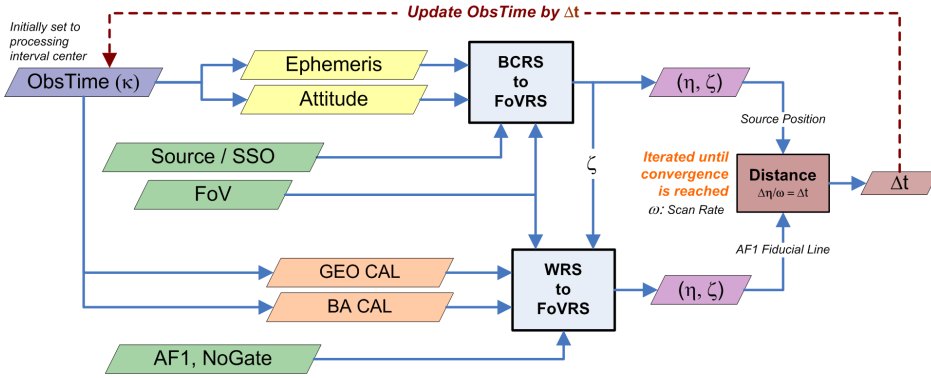 Update ObsTime by Δt
Initially set to
processing
interval center
ObsTime (κ)
Ephemeris
Attitude
BCRS
to
FoVRS
(η, ζ)
Source Position
Source / SSO
FoV
ζ
Iterated until
convergence
is reached
ω: Scan Rate
Distance
Δη/ω = Δt
Δt
AF1 Fiducial Line
GEO CAL
BA CAL
WRS
to
FoVRS
(η, ζ)
AF1, NoGate